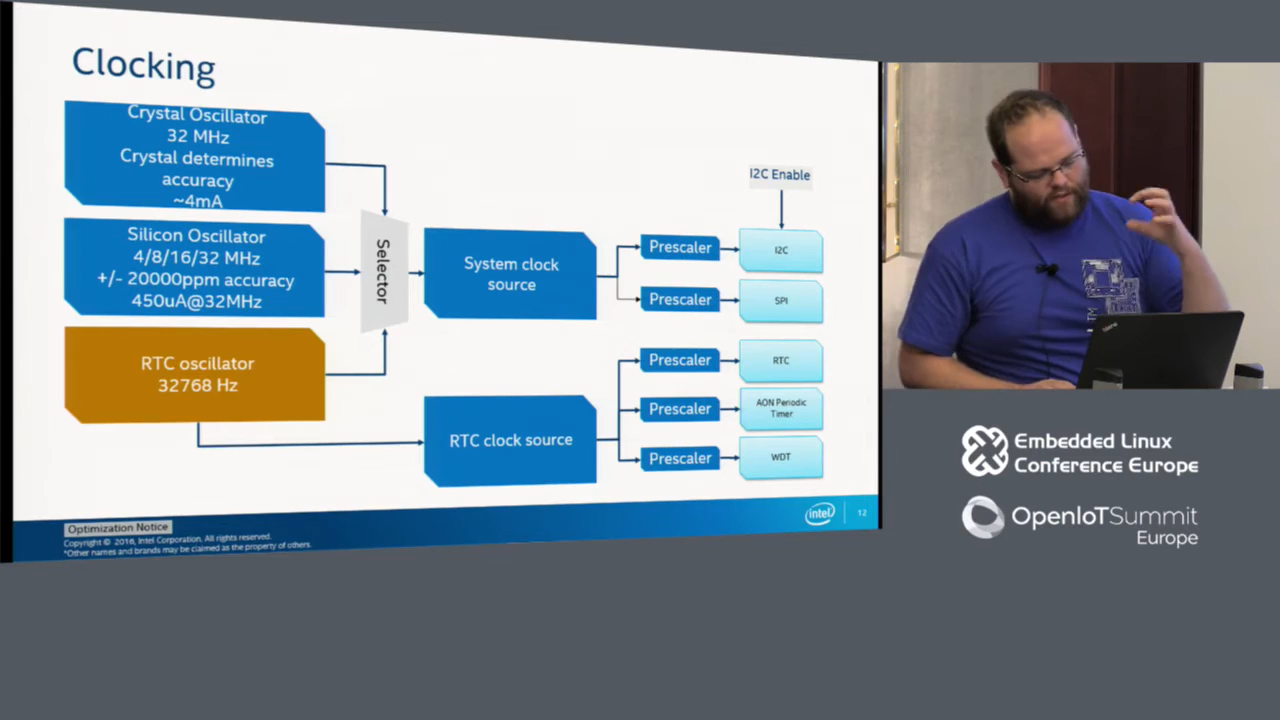 Clocking
Crystal Oscillator
32 MHz
Crystal determines
accuracy
~4mA
Silicon Oscillator
4/8/16/32 MHz
+/- 20000ppm accuracy
450uA@32MHz
RTC oscillator
32768 Hz
Selector
System clock
source
RTC clock source
I2C Enable
Prescaler
I2C
Prescaler
SPI
Prescaler
RTC
Prescaler
AON Periodic
Timer
Prescaler
WDT
Optimization Notice
Copyright © 2016, Intel Corporation. All rights reserved.
*Other names and brands may be claimed as the property of others.
intel
12
Embedded Linux
Conference Europe
OpenIoTSummit
Europe